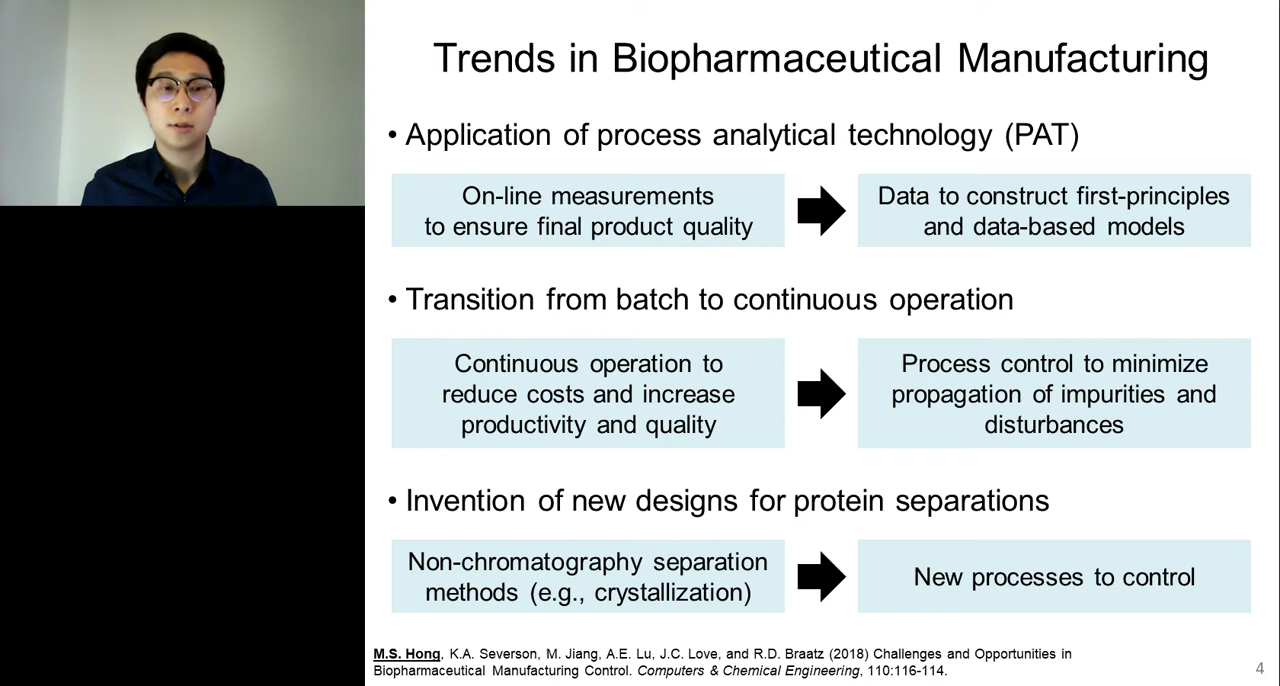 Trends in Biopharmaceutical Manufacturing
• Application of process analytical technology (PAT)
On-line measurements
to ensure final product quality
Data to construct first-principles
and data-based models
• Transition from batch to continuous operation
Continuous operation to
reduce costs and increase
productivity and quality
Process control to minimize
propagation of impurities and
disturbances
• Invention of new designs for protein separations
Non-chromatography separation
methods (e.g., crystallization)
New processes to control
M.S. Hong, K.A. Severson, M. Jiang, A.E. Lu, J.C. Love, and R.D. Braatz (2018) Challenges and Opportunities in
Biopharmaceutical Manufacturing Control. Computers & Chemical Engineering, 110:116-114.
4